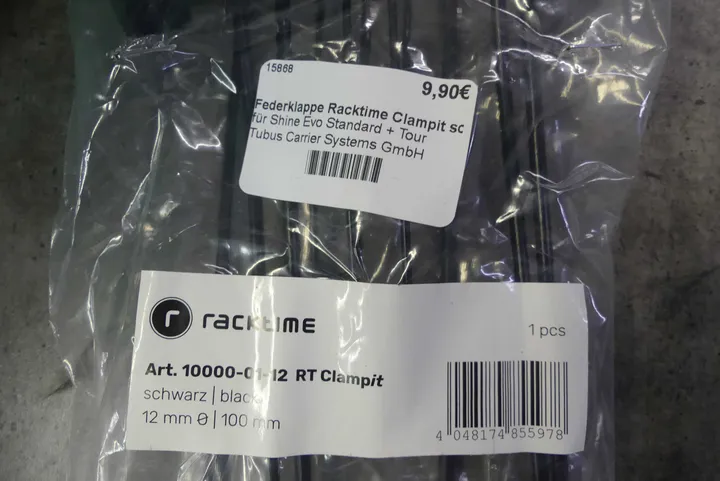 15868
9,90€
Federklappe Racktime Clampit sc
für Shine Evo Standard + Tour
Tubus Carrier Systems GmbH
r racktime
1 pcs
Art. 10000-01-12 RT Clampit
schwarz | black
12 mm Ø | 100 mm
4 048174 855978